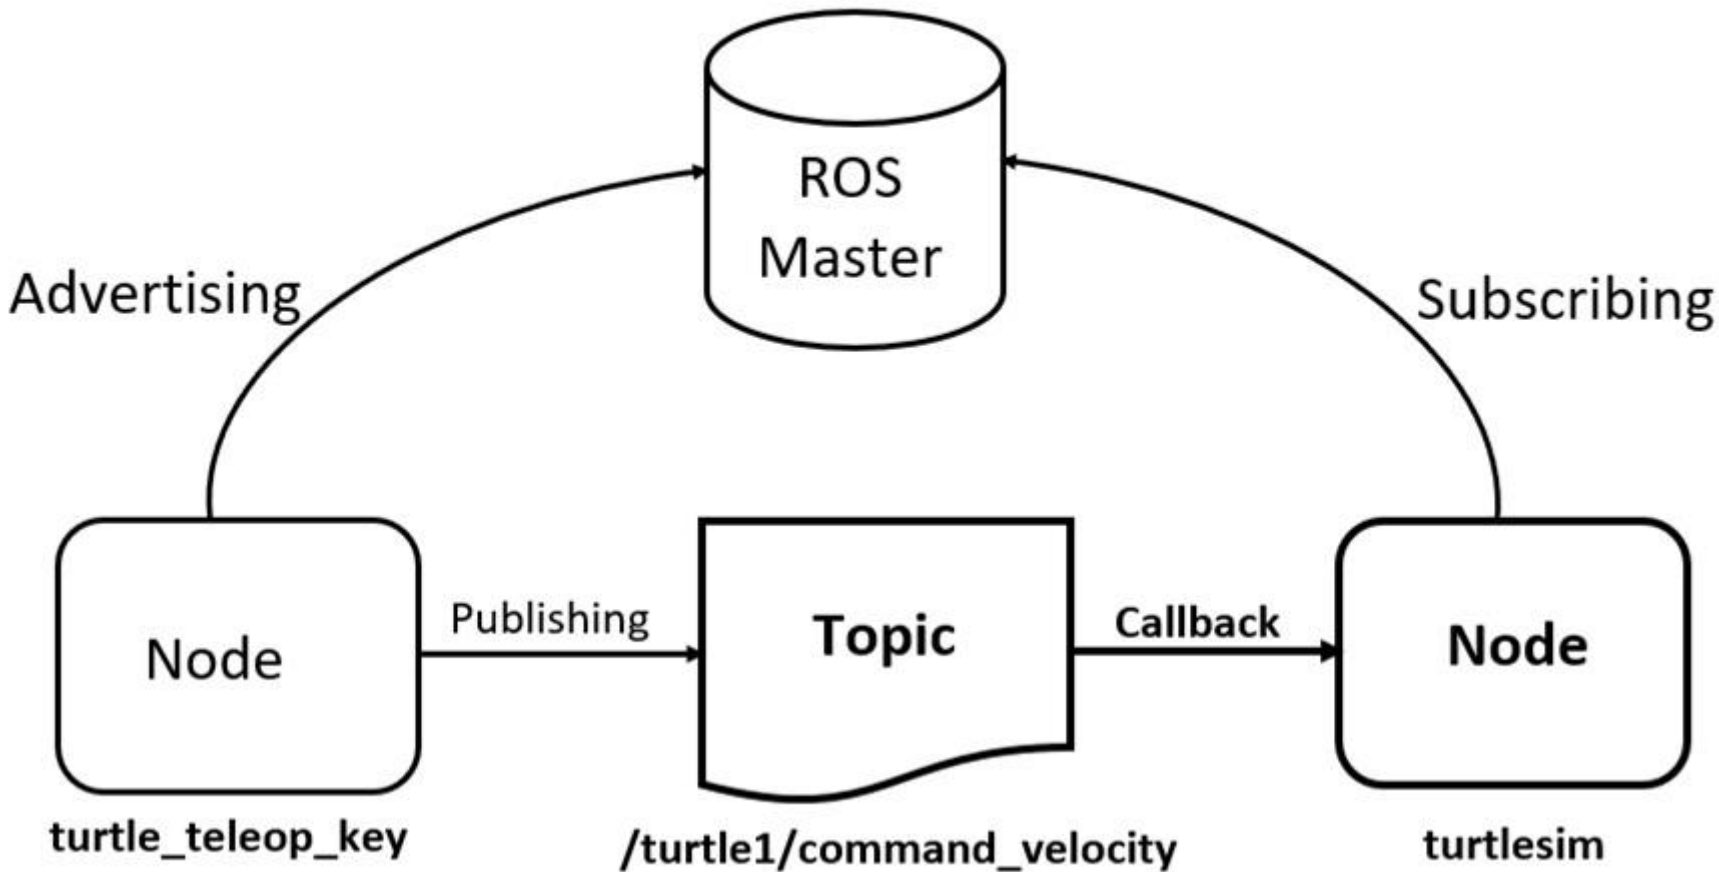 ROS
Master
Advertising
Subscribing
Node
Publishing
Topic
Callback
Node
turtle_teleop_key
/turtle1/command_velocity
turtlesim